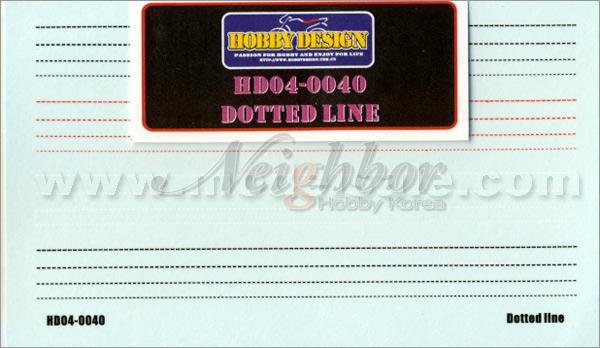 HOBBY DESIGN
PASSION FOR HOBBY AND ENJOY FOR LIFE
HD04-0040
DOTTED LINE
Neighbor
Hobby Korea
HD04-0040
Dotted line